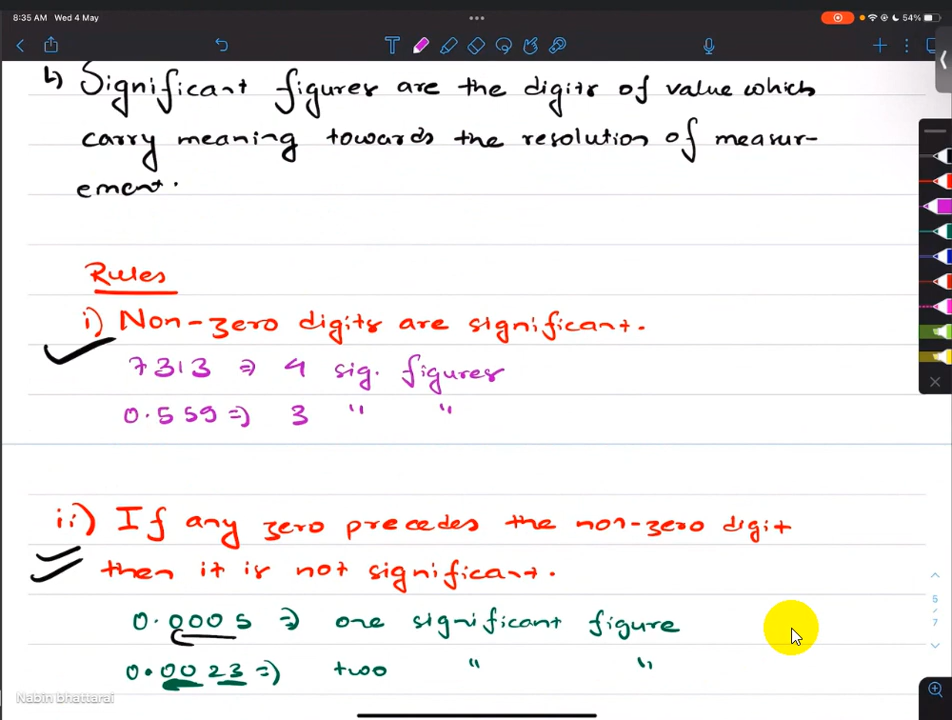 8:35 AM Wed 4 May
54%
↳ Significant figures are the digits of value which
carry meaning towards the resolution of measur-
ement.
Rules
i) Non-zero digits are significant.
7313 ⇒ 4 sig. figures
0.559 ⇒ 3 " "
ii) If any zero precedes the non-zero digit
then it is not significant.
0.0005 ⇒ one significant figure
0.0023 ⇒ two " "
5
/
7
Nabin bhattarai